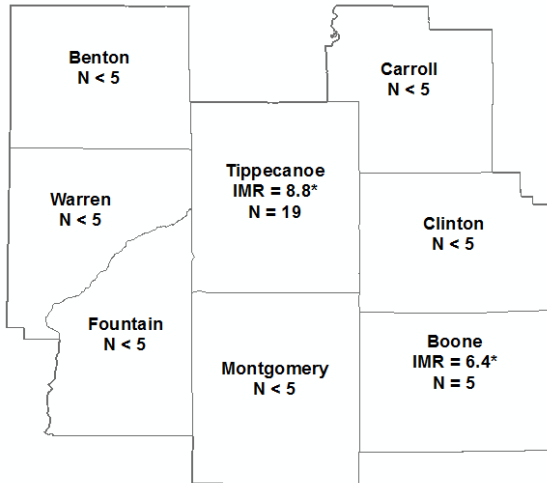 Benton
N < 5
Carroll
N < 5
Tippecanoe
IMR = 8.8*
N = 19
Warren
N < 5
Clinton
N < 5
Fountain
N < 5
Boone
IMR = 6.4*
N = 5
Montgomery
N < 5